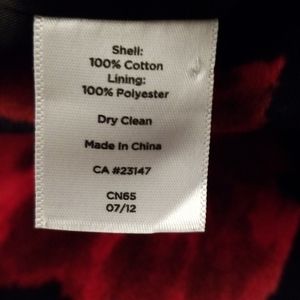 Shell:
100% Cotton
Lining:
100% Polyester
Dry Clean
Made In China
CA #23147
CN65
07/12